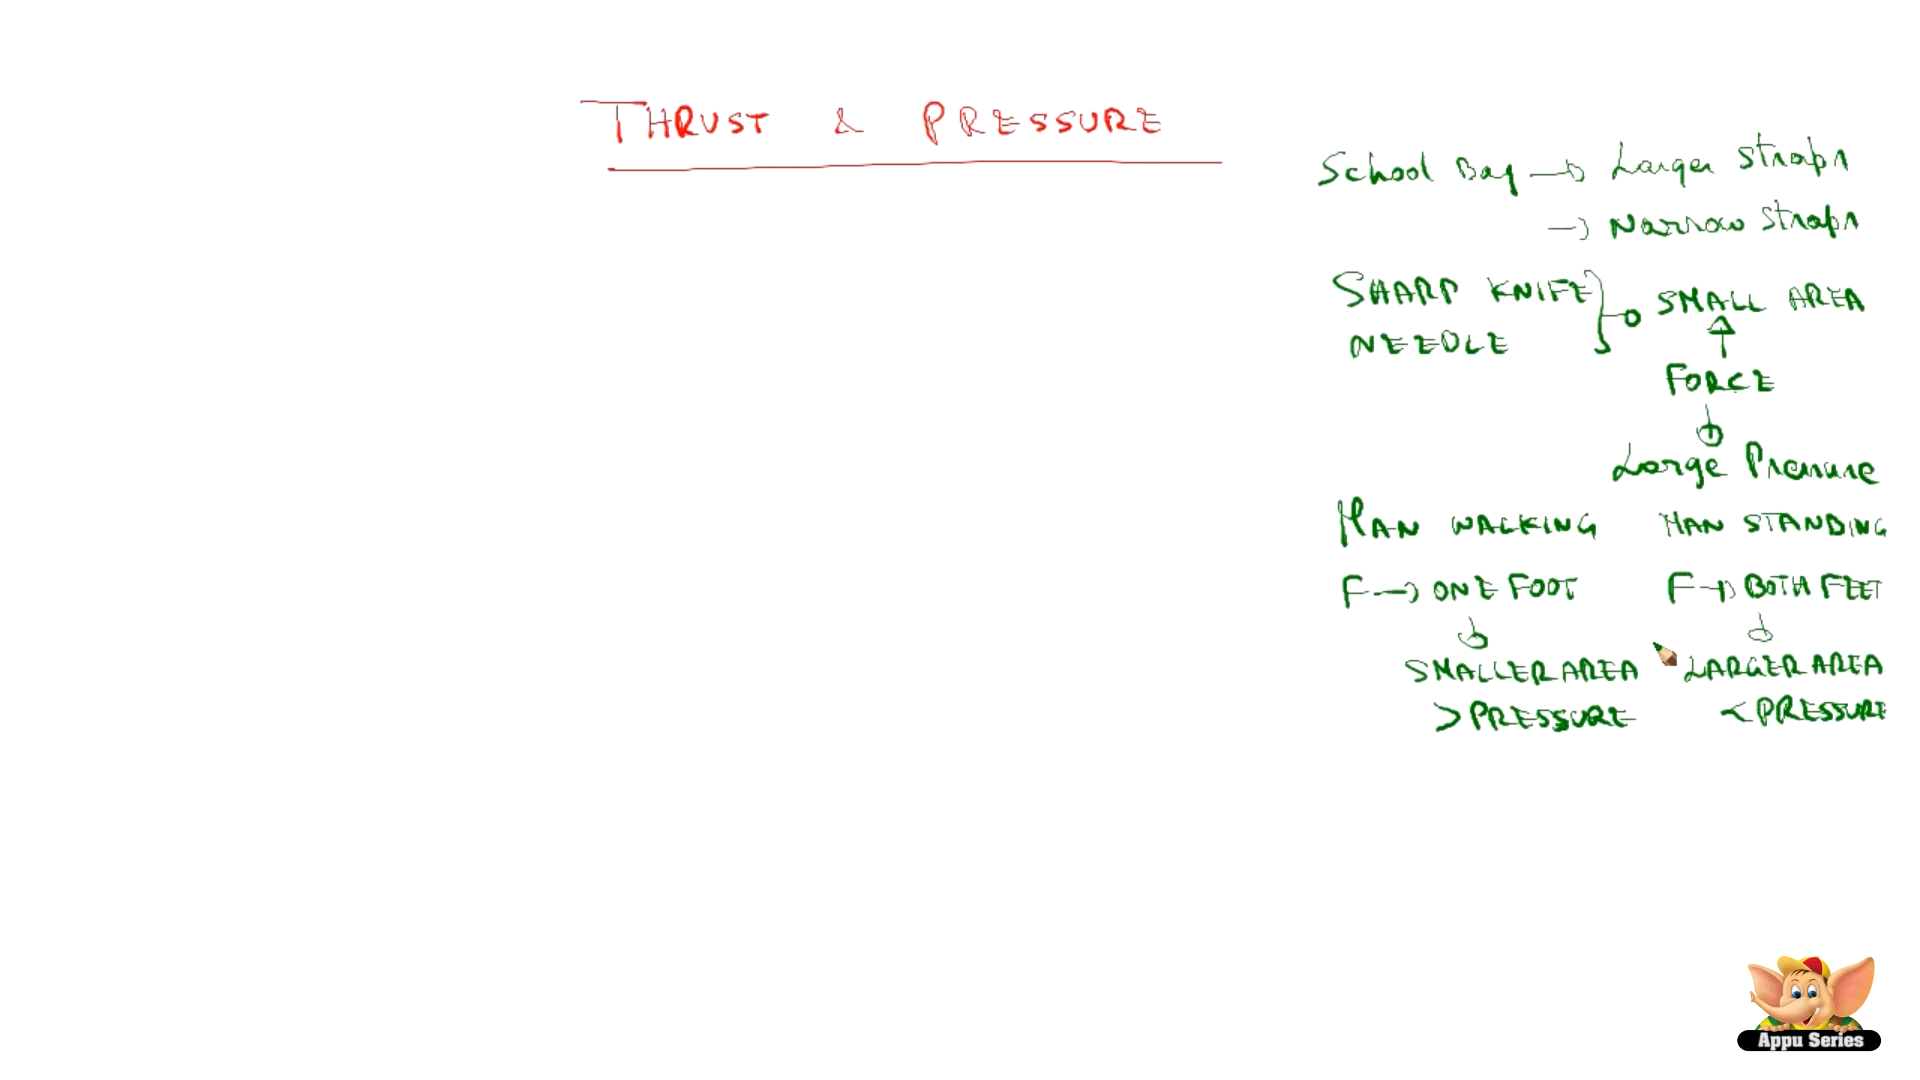 THRUST & PRESSURE
School Bag → Larger Straps
→ Narrow Straps
SHARP KNIFE
NEEDLE
SMALL AREA
↑
FORCE
↓
Large Pressure
MAN WALKING
F → ONE FOOT
↓
SMALLER AREA
> PRESSURE
MAN STANDING
F → BOTH FEET
↓
LARGER AREA
< PRESSURE
Appu Series